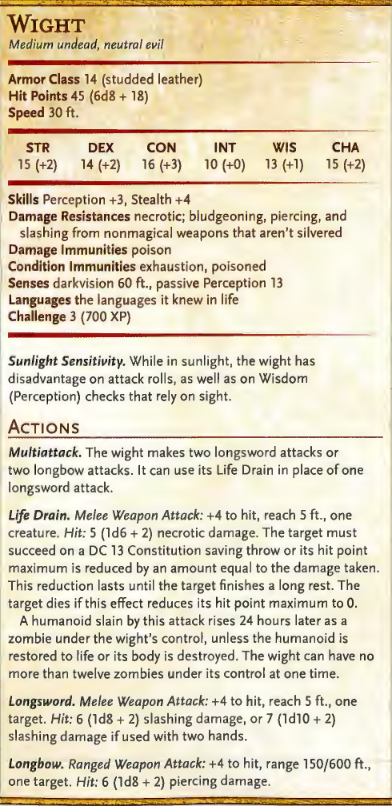 WIGHT
Medium undead, neutral evil
Armor Class 14 (studded leather)
Hit Points 45 (6d8 + 18)
Speed 30 ft.
STR DEX CON INT WIS CHA
15 (+2) 14 (+2) 16 (+3) 10 (+0) 13 (+1) 15 (+2)
Skills Perception +3, Stealth +4
Damage Resistances necrotic; bludgeoning, piercing, and
slashing from nonmagical weapons that aren't silvered
Damage Immunities poison
Condition Immunities exhaustion, poisoned
Senses darkvision 60 ft., passive Perception 13
Languages the languages it knew in life
Challenge 3 (700 XP)
Sunlight Sensitivity. While in sunlight, the wight has
disadvantage on attack rolls, as well as on Wisdom
(Perception) checks that rely on sight.
ACTIONS
Multiattack. The wight makes two longsword attacks or
two longbow attacks. It can use its Life Drain in place of one
longsword attack.
Life Drain. Melee Weapon Attack: +4 to hit, reach 5 ft., one
creature. Hit: 5 (1d6 + 2) necrotic damage. The target must
succeed on a DC 13 Constitution saving throw or its hit point
maximum is reduced by an amount equal to the damage taken.
This reduction lasts until the target finishes a long rest. The
target dies if this effect reduces its hit point maximum to 0.
A humanoid slain by this attack rises 24 hours later as a
zombie under the wight's control, unless the humanoid is
restored to life or its body is destroyed. The wight can have no
more than twelve zombies under its control at one time.
Longsword. Melee Weapon Attack: +4 to hit, reach 5 ft., one
target. Hit: 6 (1d8 + 2) slashing damage, or 7 (1d10 + 2)
slashing damage if used with two hands.
Longbow. Ranged Weapon Attack: +4 to hit, range 150/600 ft.,
one target. Hit: 6 (1d8 + 2) piercing damage.